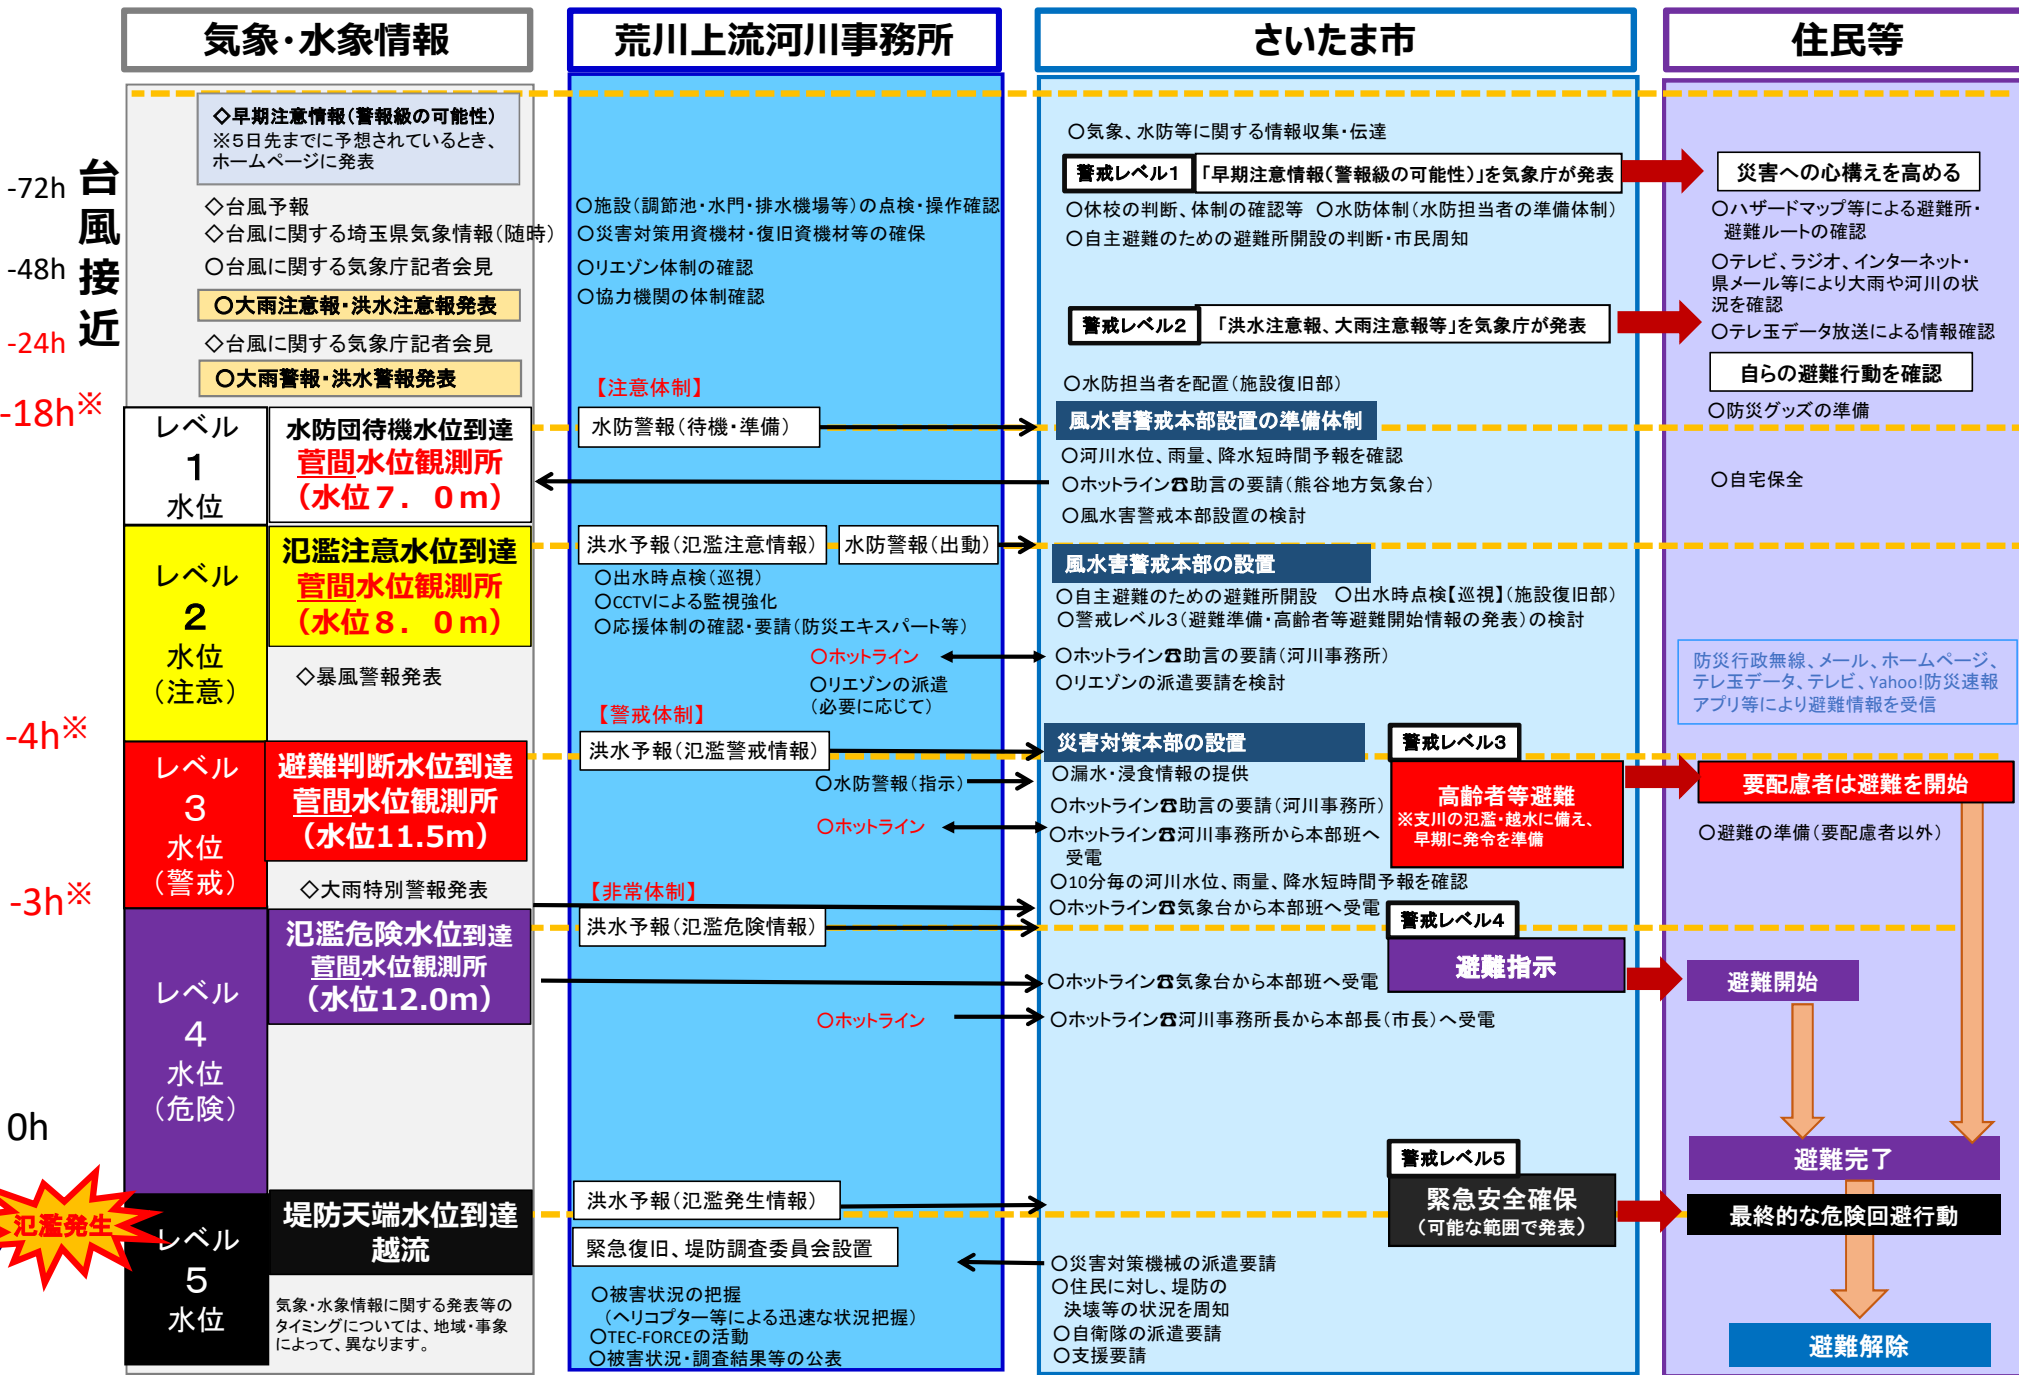 気象・水象情報
荒川上流河川事務所
さいたま市
住民等
台風接近
-72h
-48h
-24h
-18h※
-4h※
-3h※
0h
氾濫発生
◇早期注意情報(警報級の可能性)
※5日先までに予想されているとき、
ホームページに発表
◇台風予報
◇台風に関する埼玉県気象情報(随時)
○台風に関する気象庁記者会見
○大雨注意報・洪水注意報発表
◇台風に関する気象庁記者会見
○大雨警報・洪水警報発表
レベル
1
水位
水防団待機水位到達
菅間水位観測所
(水位7.0m)
レベル
2
水位
(注意)
氾濫注意水位到達
菅間水位観測所
(水位8.0m)
◇暴風警報発表
レベル
3
水位
(警戒)
避難判断水位到達
菅間水位観測所
(水位11.5m)
◇大雨特別警報発表
レベル
4
水位
(危険)
氾濫危険水位到達
菅間水位観測所
(水位12.0m)
レベル
5
水位
堤防天端水位到達
越流
気象・水象情報に関する発表等の
タイミングについては、地域・事象
によって、異なります。
○施設(調節池・水門・排水機場等)の点検・操作確認
○災害対策用資機材・復旧資機材等の確保
○リエゾン体制の確認
○協力機関の体制確認
【注意体制】
水防警報(待機・準備)
洪水予報(氾濫注意情報)
水防警報(出動)
○出水時点検(巡視)
○CCTVによる監視強化
○応援体制の確認・要請(防災エキスパート等)
○ホットライン
○リエゾンの派遣
(必要に応じて)
【警戒体制】
洪水予報(氾濫警戒情報)
○水防警報(指示)
○ホットライン
【非常体制】
洪水予報(氾濫危険情報)
○ホットライン
洪水予報(氾濫発生情報)
緊急復旧、堤防調査委員会設置
○被害状況の把握
(ヘリコプター等による迅速な状況把握)
○TEC-FORCEの活動
○被害状況・調査結果等の公表
○気象、水防等に関する情報収集・伝達
警戒レベル1
「早期注意情報(警報級の可能性)」を気象庁が発表
○休校の判断、体制の確認等 ○水防体制(水防担当者の準備体制)
○自主避難のための避難所開設の判断・市民周知
警戒レベル2
「洪水注意報、大雨注意報等」を気象庁が発表
○水防担当者を配置(施設復旧部)
風水害警戒本部設置の準備体制
○河川水位、雨量、降水短時間予報を確認
○ホットライン☎助言の要請(熊谷地方気象台)
○風水害警戒本部設置の検討
風水害警戒本部の設置
○自主避難のための避難所開設 ○出水時点検【巡視】(施設復旧部)
○警戒レベル3(避難準備・高齢者等避難開始情報の発表)の検討
○ホットライン☎助言の要請(河川事務所)
○リエゾンの派遣要請を検討
災害対策本部の設置
○漏水・浸食情報の提供
○ホットライン☎助言の要請(河川事務所)
○ホットライン☎河川事務所から本部班へ
受電
○10分毎の河川水位、雨量、降水短時間予報を確認
○ホットライン☎気象台から本部班へ受電
警戒レベル3
高齢者等避難
※支川の氾濫・越水に備え、
早期に発令を準備
警戒レベル4
避難指示
○ホットライン☎気象台から本部班へ受電
○ホットライン☎河川事務所長から本部長(市長)へ受電
警戒レベル5
緊急安全確保
(可能な範囲で発表)
○災害対策機械の派遣要請
○住民に対し、堤防の
決壊等の状況を周知
○自衛隊の派遣要請
○支援要請
災害への心構えを高める
○ハザードマップ等による避難所・
避難ルートの確認
○テレビ、ラジオ、インターネット・
県メール等により大雨や河川の状
況を確認
○テレ玉データ放送による情報確認
自らの避難行動を確認
○防災グッズの準備
○自宅保全
防災行政無線、メール、ホームページ、
テレ玉データ、テレビ、Yahoo!防災速報
アプリ等により避難情報を受信
要配慮者は避難を開始
○避難の準備(要配慮者以外)
避難開始
避難完了
最終的な危険回避行動
避難解除